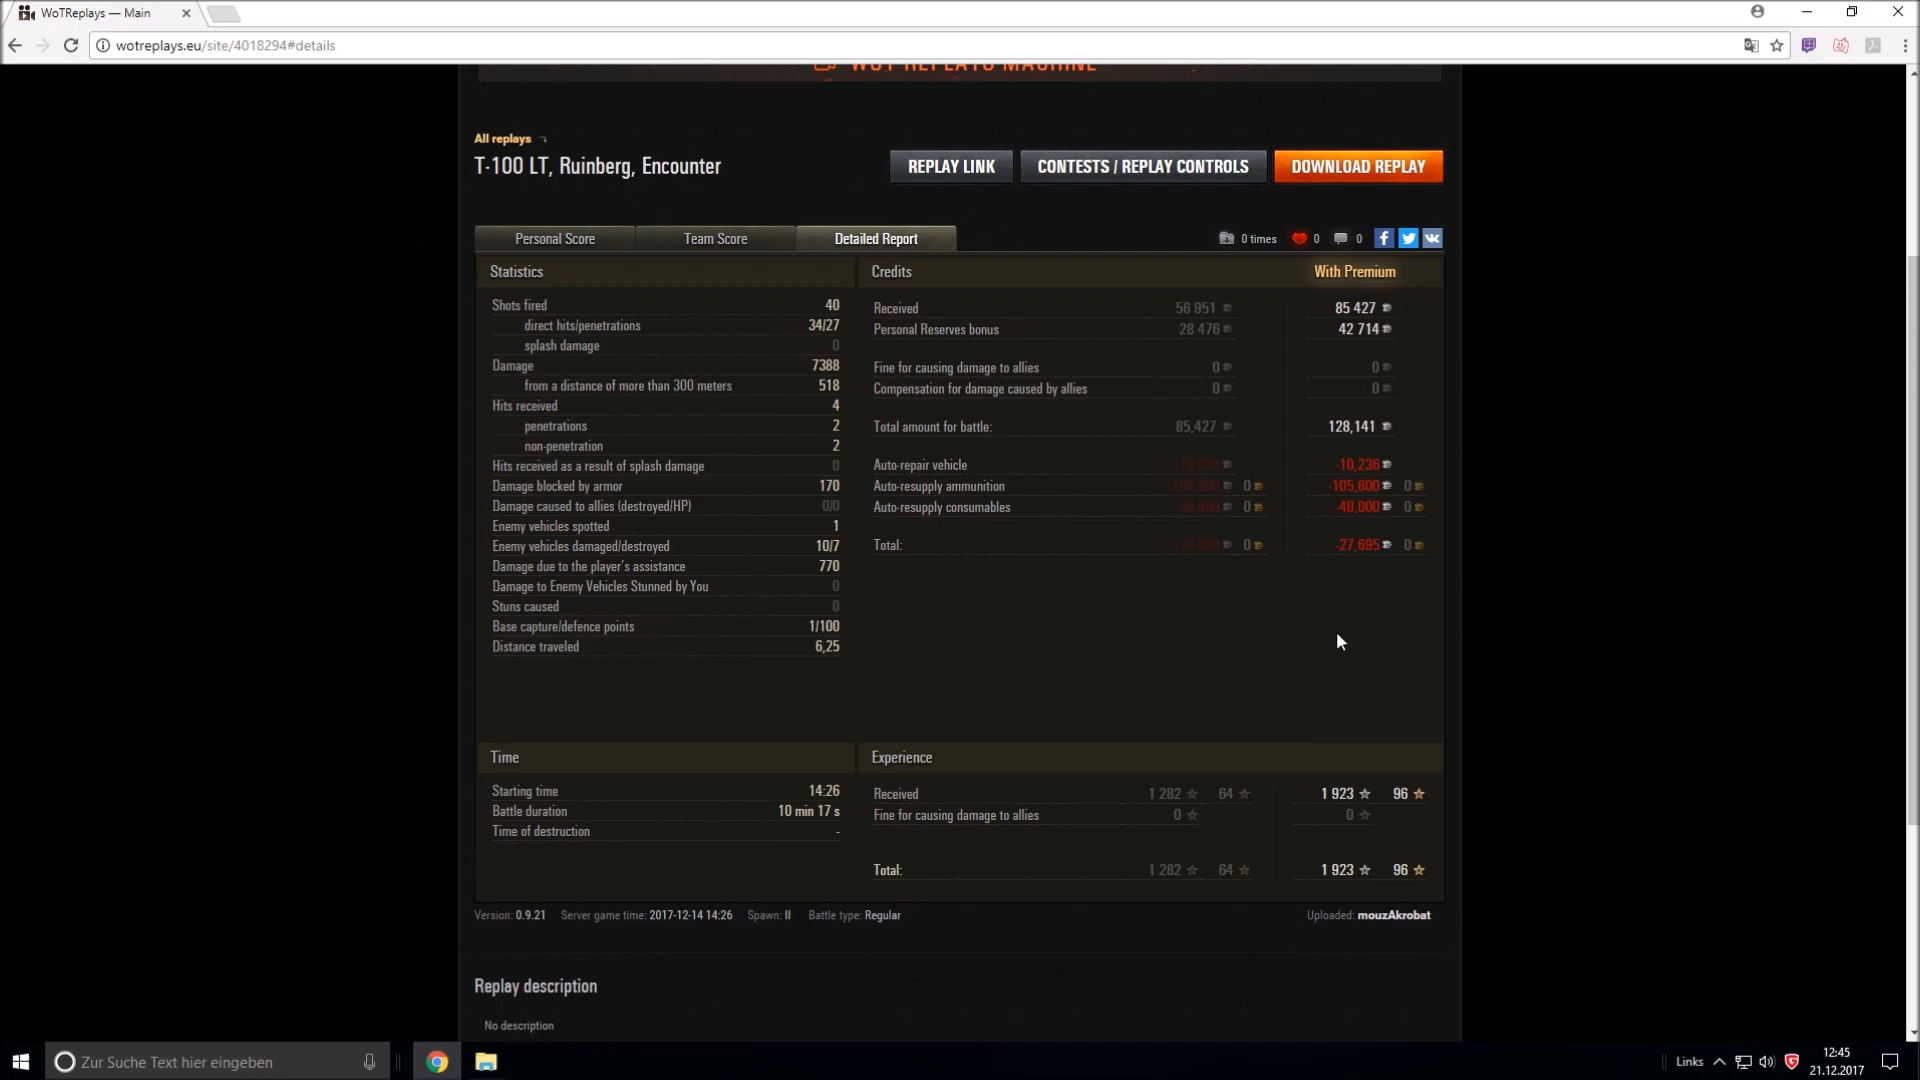 WoTReplays — Main
wotreplays.eu/site/4018294#details
WOT REPLAYS MACHINE
All replays
T-100 LT, Ruinberg, Encounter
REPLAY LINK
CONTESTS / REPLAY CONTROLS
DOWNLOAD REPLAY
Personal Score
Team Score
Detailed Report
0 times
0
0
Statistics
Shots fired 40
direct hits/penetrations 34/27
splash damage 0
Damage 7388
from a distance of more than 300 meters 518
Hits received 4
penetrations 2
non-penetration 2
Hits received as a result of splash damage 0
Damage blocked by armor 170
Damage caused to allies (destroyed/HP) 0/0
Enemy vehicles spotted 1
Enemy vehicles damaged/destroyed 10/7
Damage due to the player's assistance 770
Damage to Enemy Vehicles Stunned by You 0
Stuns caused 0
Base capture/defence points 1/100
Distance traveled 6,25
Credits With Premium
Received 56 951 85 427
Personal Reserves bonus 28 476 42 714
Fine for causing damage to allies 0 0
Compensation for damage caused by allies 0 0
Total amount for battle: 85,427 128,141
Auto-repair vehicle -10,236 -10,236
Auto-resupply ammunition -105,600 0 -105,600 0
Auto-resupply consumables -40,000 0 -40,000 0
Total: 0 -27,695 0
Time
Starting time 14:26
Battle duration 10 min 17 s
Time of destruction -
Experience
Received 1 282 64 1 923 96
Fine for causing damage to allies 0 0
Total: 1 282 64 1 923 96
Version: 0.9.21 Server game time: 2017-12-14 14:26 Spawn: II Battle type: Regular
Uploaded: mouzAkrobat
Replay description
No description
Zur Suche Text hier eingeben
Links
12:45
21.12.2017